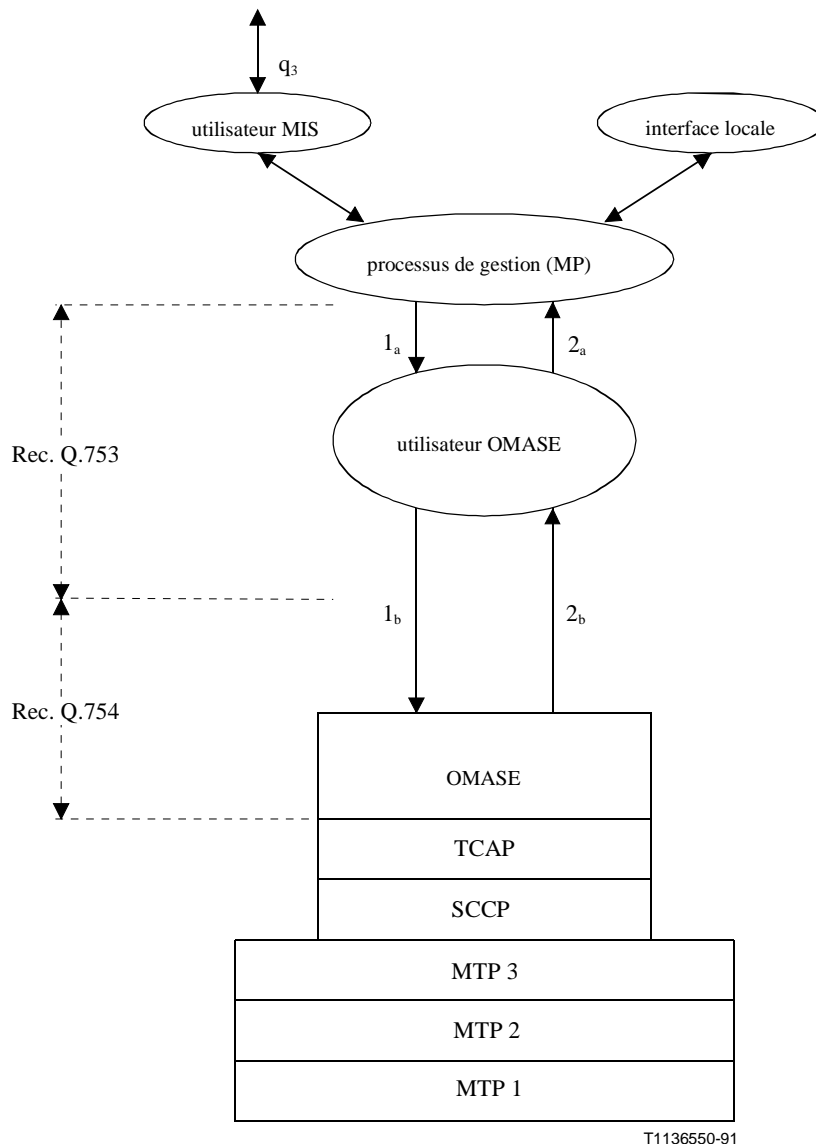 q3
utilisateur MIS
interface locale
processus de gestion (MP)
1a
2a
Rec. Q.753
utilisateur OMASE
1b
2b
Rec. Q.754
OMASE
TCAP
SCCP
MTP 3
MTP 2
MTP 1
T1136550-91